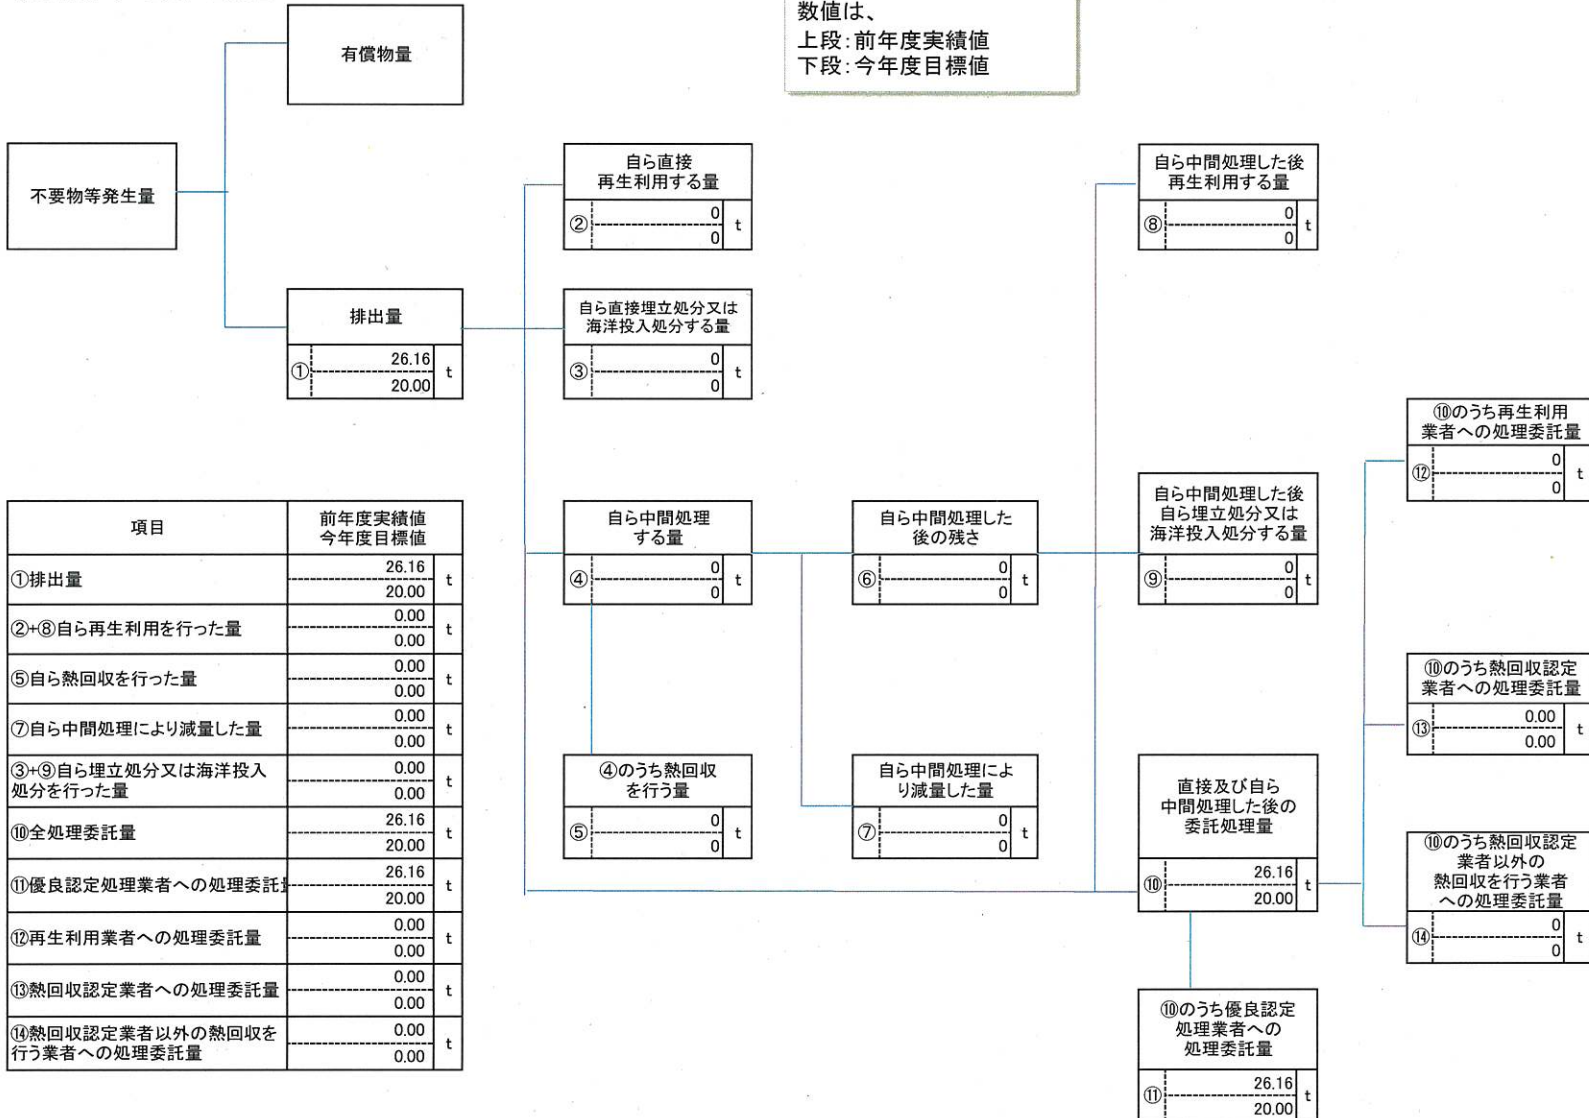 数値は、
上段：前年度実績値
下段：今年度目標値
有償物量
不要物等発生量
排出量
①
26.16
20.00
t
自ら直接
再生利用する量
②
0
0
t
自ら直接埋立処分又は
海洋投入処分する量
③
0
0
t
自ら中間処理
する量
④
0
0
t
④のうち熱回収
を行う量
⑤
0
0
t
自ら中間処理した
後の残さ
⑥
0
0
t
自ら中間処理によ
り減量した量
⑦
0
0
t
自ら中間処理した後
再生利用する量
⑧
0
0
t
自ら中間処理した後
自ら埋立処分又は
海洋投入処分する量
⑨
0
0
t
直接及び自ら
中間処理した後の
委託処理量
⑩
26.16
20.00
t
⑩のうち優良認定
処理業者への
処理委託量
⑪
26.16
20.00
t
⑩のうち再生利用
業者への処理委託量
⑫
0
0
t
⑩のうち熱回収認定
業者への処理委託量
⑬
0.00
0.00
t
⑩のうち熱回収認定
業者以外の
熱回収を行う業者
への処理委託量
⑭
0
0
t
項目
前年度実績値
今年度目標値
①排出量
26.16
20.00
t
②+⑧自ら再生利用を行った量
0.00
0.00
t
⑤自ら熱回収を行った量
0.00
0.00
t
⑦自ら中間処理により減量した量
0.00
0.00
t
③+⑨自ら埋立処分又は海洋投入
処分を行った量
0.00
0.00
t
⑩全処理委託量
26.16
20.00
t
⑪優良認定処理業者への処理委託
26.16
20.00
t
⑫再生利用業者への処理委託量
0.00
0.00
t
⑬熱回収認定業者への処理委託量
0.00
0.00
t
⑭熱回収認定業者以外の熱回収を
行う業者への処理委託量
0.00
0.00
t